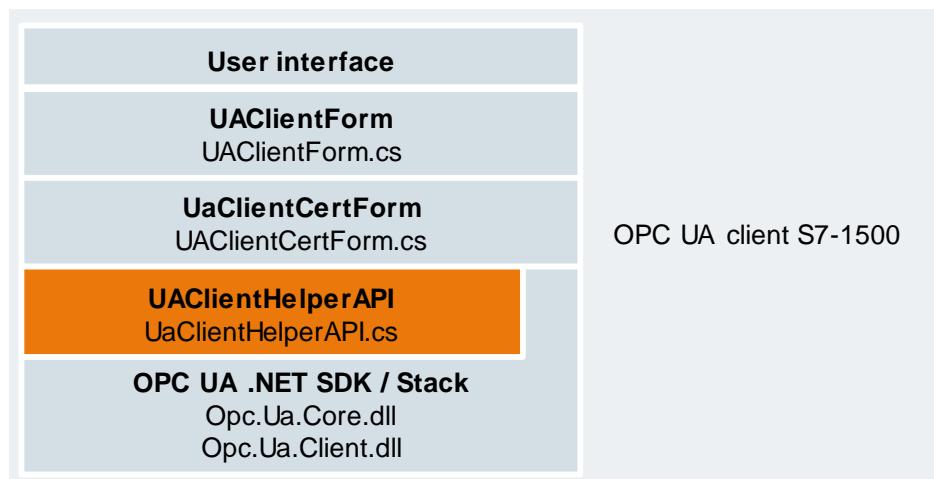 User interface
UAClientForm
UAClientForm.cs
UaClientCertForm
UAClientCertForm.cs
OPC UA client S7-1500
UAClientHelperAPI
UaClientHelperAPI.cs
OPC UA .NET SDK / Stack
Opc.Ua.Core.dll
Opc.Ua.Client.dll